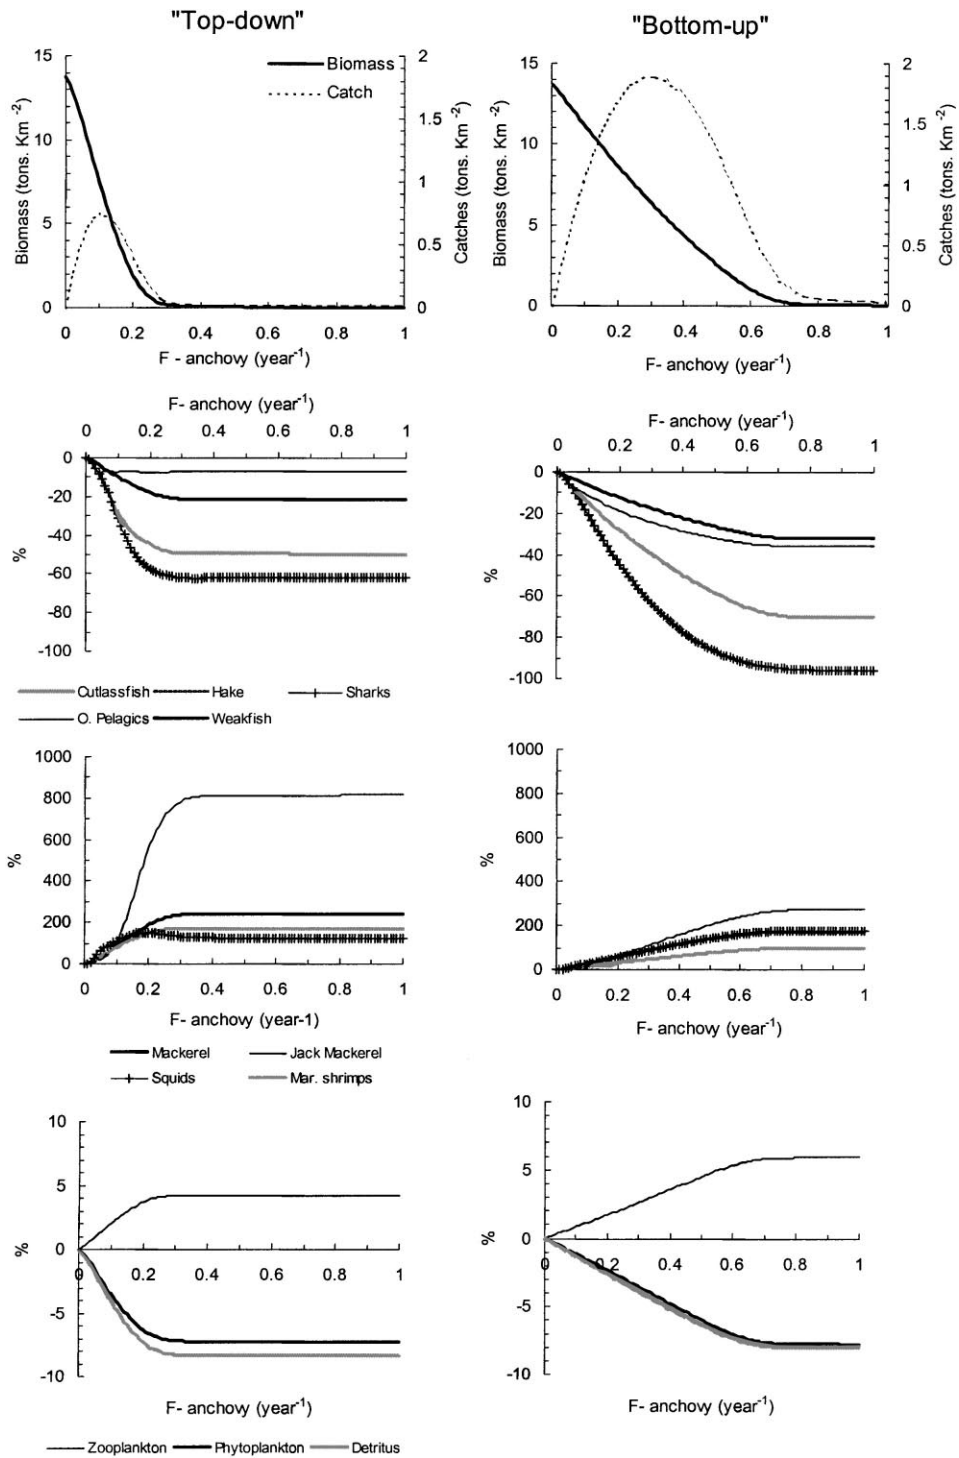 "Top-down" "Bottom-up"
15 2 15 2
Biomass
Catch
10 1.5 10 1.5
1 1
5 5
0.5 0.5
0 0 0 0
Biomass (tons. Km -2) Catches (tons. Km -2) Biomass (tons. Km -2) Catches (tons. Km -2)
0 0.2 0.4 0.6 0.8 1 0 0.2 0.4 0.6 0.8 1
F - anchovy (year-1) F- anchovy (year-1)
F- anchovy (year-1) F- anchovy (year-1)
0 0.2 0.4 0.6 0.8 1 0 0.2 0.4 0.6 0.8 1
0 0
-20 -20
-40 -40
% %
-60 -60
-80 -80
-100 -100
Cutlassfish Hake Sharks
O. Pelagics Weakfish
1000 1000
800 800
600 600
% %
400 400
200 200
0 0
0 0.2 0.4 0.6 0.8 1 0 0.2 0.4 0.6 0.8 1
F- anchovy (year-1) F- anchovy (year-1)
Mackerel Jack Mackerel
Squids Mar. shrimps
10 10
5 5
% 0 % 0
0 0.2 0.4 0.6 0.8 1 0 0.2 0.4 0.6 0.8 1
-5 -5
-10 -10
F- anchovy (year-1) F- anchovy (year-1)
Zooplankton Phytoplankton Detritus